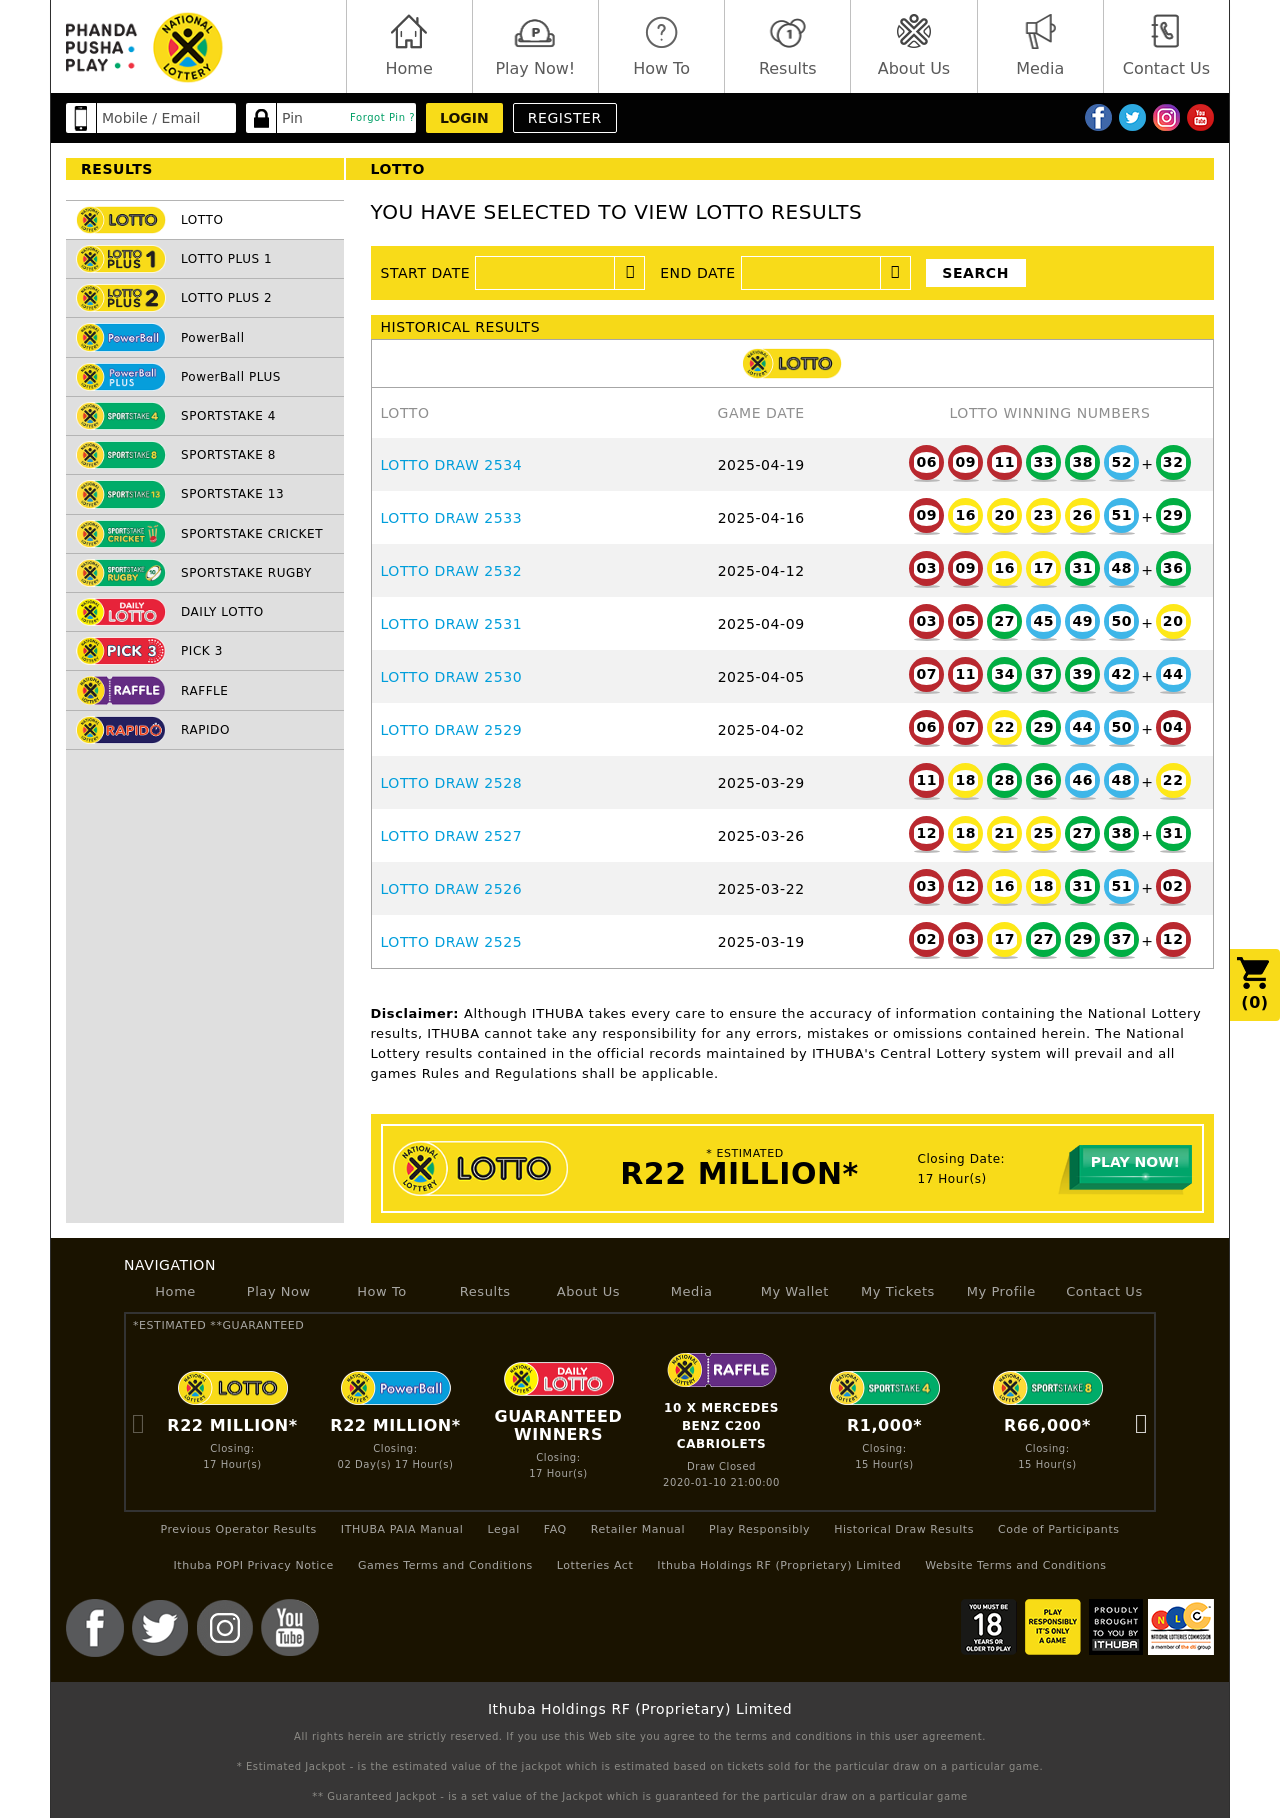 PHANDA
PUSHA
PLAY
NATIONAL
LOTTERY
Home
Play Now!
How To
Results
About Us
Media
Contact Us
Mobile / Email
Pin
Forgot Pin ?
LOGIN
REGISTER
RESULTS
LOTTO
LOTTO LOTTO
LOTTO PLUS 1 LOTTO PLUS 1
LOTTO PLUS 2 LOTTO PLUS 2
PowerBall PowerBall
PowerBall PLUS PowerBall PLUS
SPORTSTAKE 4 SPORTSTAKE 4
SPORTSTAKE 8 SPORTSTAKE 8
SPORTSTAKE 13 SPORTSTAKE 13
SPORTSTAKE CRICKET SPORTSTAKE CRICKET
SPORTSTAKE RUGBY SPORTSTAKE RUGBY
DAILY LOTTO DAILY LOTTO
PICK 3 PICK 3
RAFFLE RAFFLE
RAPIDO RAPIDO
YOU HAVE SELECTED TO VIEW LOTTO RESULTS
START DATE END DATE SEARCH
HISTORICAL RESULTS
LOTTO
LOTTO GAME DATE LOTTO WINNING NUMBERS
LOTTO DRAW 2534 2025-04-19 06 09 11 33 38 52 + 32
LOTTO DRAW 2533 2025-04-16 09 16 20 23 26 51 + 29
LOTTO DRAW 2532 2025-04-12 03 09 16 17 31 48 + 36
LOTTO DRAW 2531 2025-04-09 03 05 27 45 49 50 + 20
LOTTO DRAW 2530 2025-04-05 07 11 34 37 39 42 + 44
LOTTO DRAW 2529 2025-04-02 06 07 22 29 44 50 + 04
LOTTO DRAW 2528 2025-03-29 11 18 28 36 46 48 + 22
LOTTO DRAW 2527 2025-03-26 12 18 21 25 27 38 + 31
LOTTO DRAW 2526 2025-03-22 03 12 16 18 31 51 + 02
LOTTO DRAW 2525 2025-03-19 02 03 17 27 29 37 + 12
(0)
Disclaimer: Although ITHUBA takes every care to ensure the accuracy of information containing the National Lottery
results, ITHUBA cannot take any responsibility for any errors, mistakes or omissions contained herein. The National
Lottery results contained in the official records maintained by ITHUBA's Central Lottery system will prevail and all
games Rules and Regulations shall be applicable.
NATIONAL LOTTERY LOTTO
* ESTIMATED
R22 MILLION*
Closing Date:
17 Hour(s)
PLAY NOW!
NAVIGATION
Home Play Now How To Results About Us Media My Wallet My Tickets My Profile Contact Us
*ESTIMATED **GUARANTEED
LOTTO
R22 MILLION*
Closing:
17 Hour(s)
PowerBall
R22 MILLION*
Closing:
02 Day(s) 17 Hour(s)
DAILY LOTTO
GUARANTEED
WINNERS
Closing:
17 Hour(s)
RAFFLE
10 X MERCEDES
BENZ C200
CABRIOLETS
Draw Closed
2020-01-10 21:00:00
SPORTSTAKE 4
R1,000*
Closing:
15 Hour(s)
SPORTSTAKE 8
R66,000*
Closing:
15 Hour(s)
Previous Operator Results ITHUBA PAIA Manual Legal FAQ Retailer Manual Play Responsibly Historical Draw Results Code of Participants
Ithuba POPI Privacy Notice Games Terms and Conditions Lotteries Act Ithuba Holdings RF (Proprietary) Limited Website Terms and Conditions
You
Tube
YOU MUST BE
18
YEARS OR
OLDER TO PLAY
PLAY
RESPONSIBLY
IT'S ONLY
A GAME
PROUDLY
BROUGHT
TO YOU BY
ITHUBA
NLC
NATIONAL LOTTERIES COMMISSION
a member of the dti group
Ithuba Holdings RF (Proprietary) Limited
All rights herein are strictly reserved. If you use this Web site you agree to the terms and conditions in this user agreement.
* Estimated Jackpot - is the estimated value of the jackpot which is estimated based on tickets sold for the particular draw on a particular game.
** Guaranteed Jackpot - is a set value of the Jackpot which is guaranteed for the particular draw on a particular game